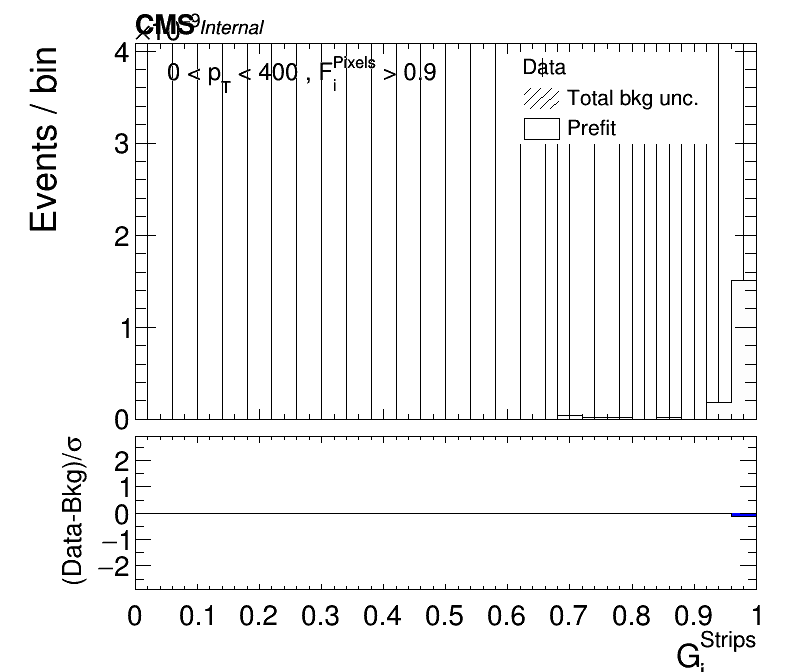 CMS Internal
×10⁻⁹
Events / bin
4
3
2
1
0
0 < p_T < 400 , F_i^Pixels > 0.9
Data
Total bkg unc.
Prefit
(Data-Bkg)/σ
2
1
0
−1
−2
0 0.1 0.2 0.3 0.4 0.5 0.6 0.7 0.8 0.9 1
G_i^Strips